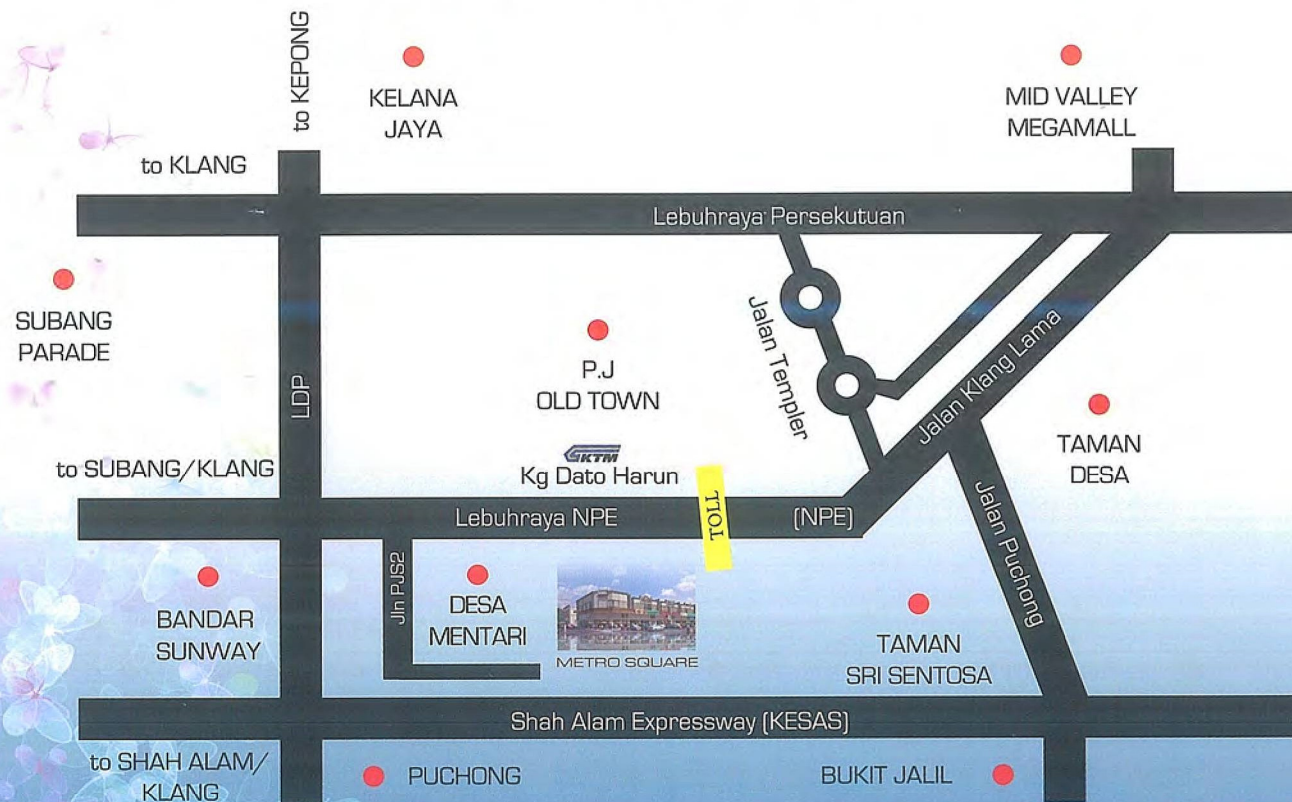 to KEPONG
KELANA
JAYA
MID VALLEY
MEGAMALL
to KLANG
Lebuhraya Persekutuan
SUBANG
PARADE
LDP
P.J
OLD TOWN
Jalan Templer
Jalan Klang Lama
TAMAN
DESA
to SUBANG/KLANG
KTM
Kg Dato Harun
Lebuhraya NPE
TOLL
(NPE)
Jalan Puchong
BANDAR
SUNWAY
Jln PJS2
DESA
MENTARI
METRO SQUARE
TAMAN
SRI SENTOSA
Shah Alam Expressway (KESAS)
to SHAH ALAM/
KLANG
PUCHONG
BUKIT JALIL